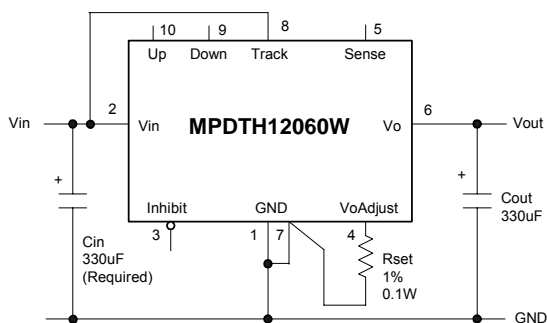 10
9
8
5
Up
Down
Track
Sense
Vin
2
Vin
MPDTH12060W
Vo
6
Vout
+
+
Inhibit
GND
VoAdjust
Cout
330uF
3
1
7
4
Cin
330uF
(Required)
Rset
1%
0.1W
GND